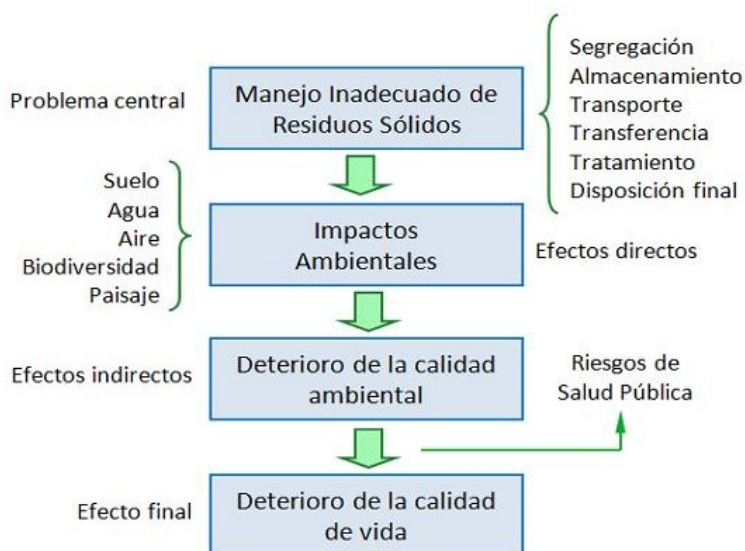 Problema central
Manejo Inadecuado de
Residuos Sólidos
Segregación
Almacenamiento
Transporte
Transferencia
Tratamiento
Disposición final
Suelo
Agua
Aire
Biodiversidad
Paisaje
Impactos
Ambientales
Efectos directos
Efectos indirectos
Deterioro de la calidad
ambiental
Riesgos de
Salud Pública
Efecto final
Deterioro de la calidad
de vida